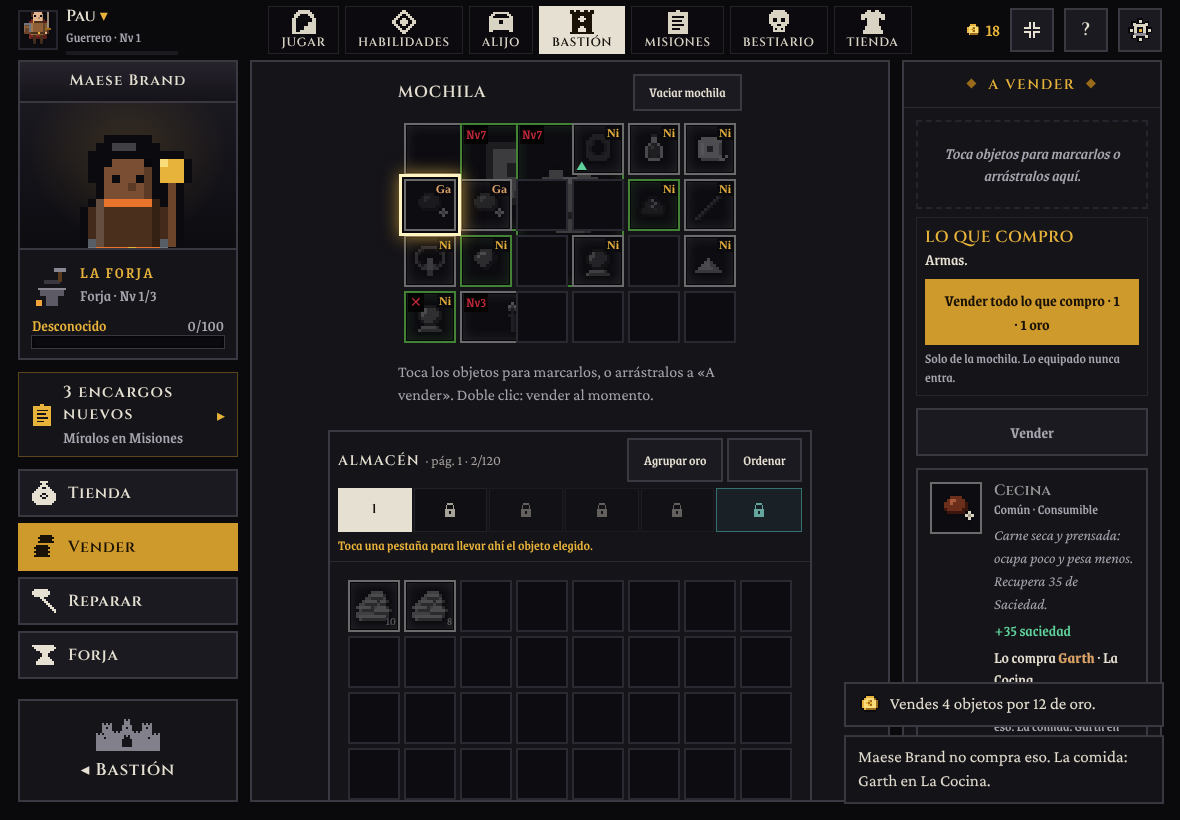 Pau ▾
Guerrero · Nv 1
JUGAR
HABILIDADES
ALIJO
BASTIÓN
MISIONES
BESTIARIO
TIENDA
18
?
Maese Brand
LA FORJA
Forja · Nv 1/3
Desconocido 0/100
3 ENCARGOS
NUEVOS
Míralos en Misiones
TIENDA
VENDER
REPARAR
FORJA
◂ BASTIÓN
MOCHILA
Vaciar mochila
Nv7 Nv7 Ni Ni Ni
Ga Ga Ni Ni
Ni Ni Ni Ni
Ni Nv3
Toca los objetos para marcarlos, o arrástralos a «A
vender». Doble clic: vender al momento.
ALMACÉN · pág. 1 · 2/120
Agrupar oro
Ordenar
I
Toca una pestaña para llevar ahí el objeto elegido.
10 8
A VENDER
Toca objetos para marcarlos o
arrástralos aquí.
LO QUE COMPRO
Armas.
Vender todo lo que compro · 1
· 1 oro
Solo de la mochila. Lo equipado nunca
entra.
Vender
Cecina
Común · Consumible
Carne seca y prensada:
ocupa poco y pesa menos.
Recupera 35 de
Saciedad.
+35 saciedad
Lo compra Garth · La
Cocina
eso. La comida: Garth en
Vendes 4 objetos por 12 de oro.
Maese Brand no compra eso. La comida:
Garth en La Cocina.